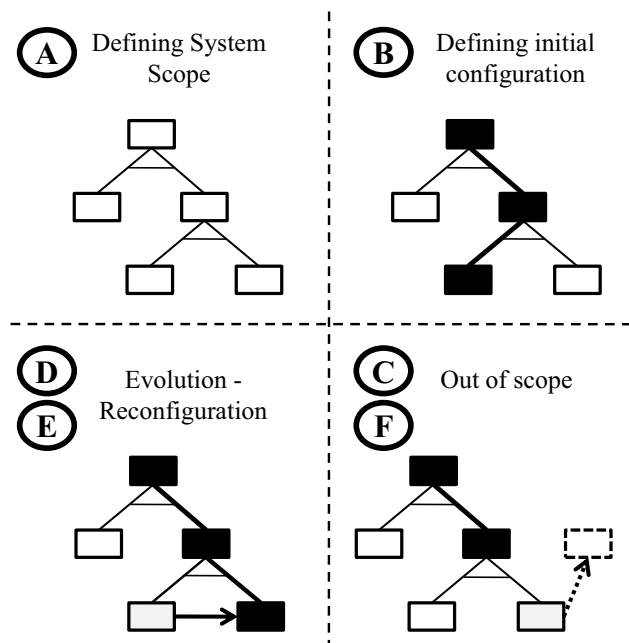 A
Defining System
Scope
B
Defining initial
configuration
D
E
Evolution -
Reconfiguration
C
F
Out of scope